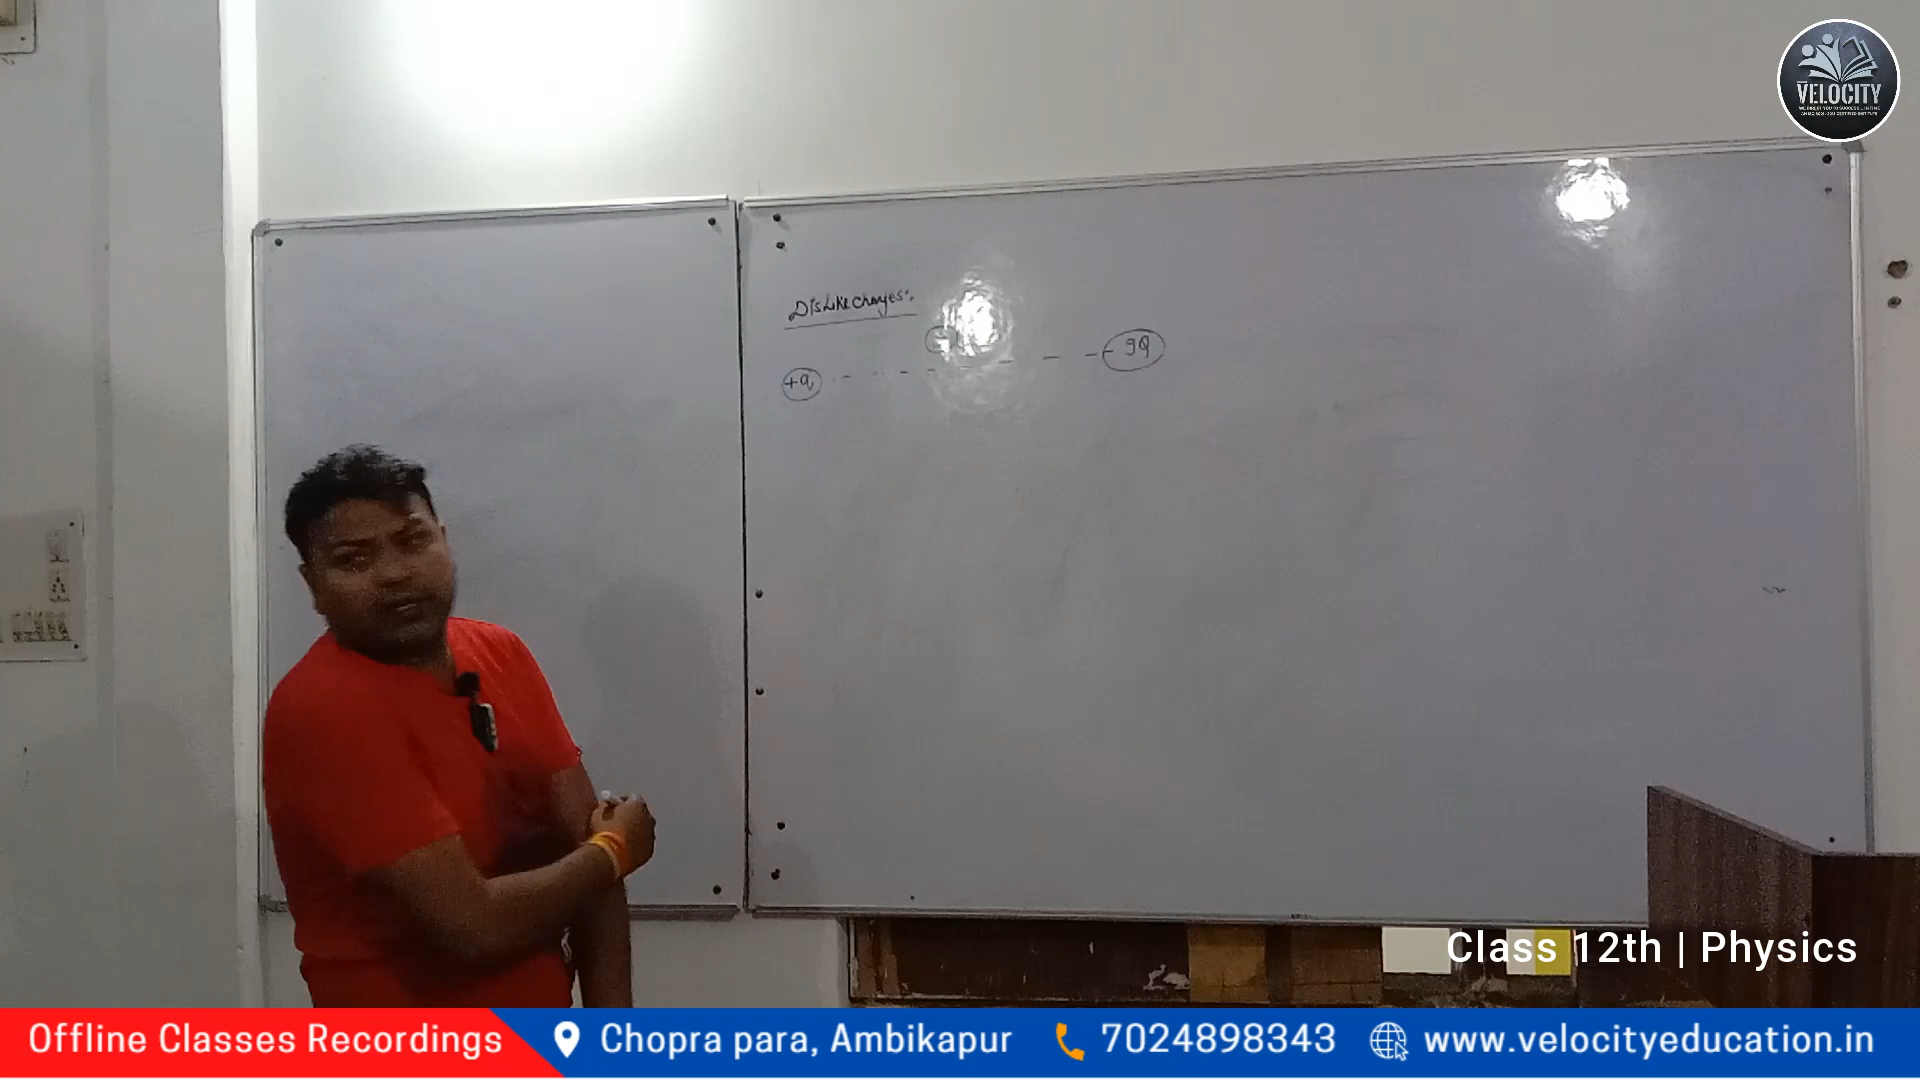 VELOCITY
DisLike Charges:
+Q
- 9Q
Class 12th | Physics
Offline Classes Recordings
Chopra para, Ambikapur
7024898343
www.velocityeducation.in